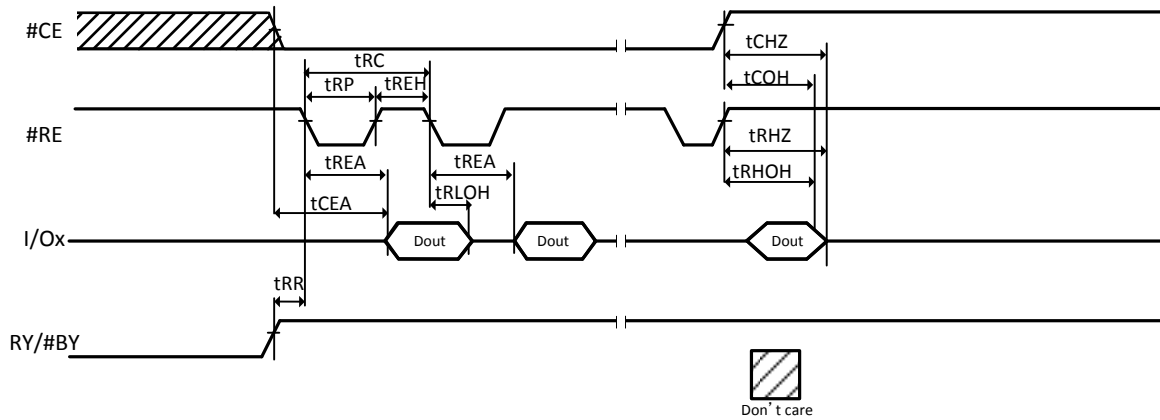 #CE
tCHZ
tRC
tCOH
tRP
tREH
#RE
tRHZ
tREA
tREA
tRHOH
tRLOH
tCEA
I/Ox
Dout
Dout
Dout
tRR
RY/#BY
Don't care